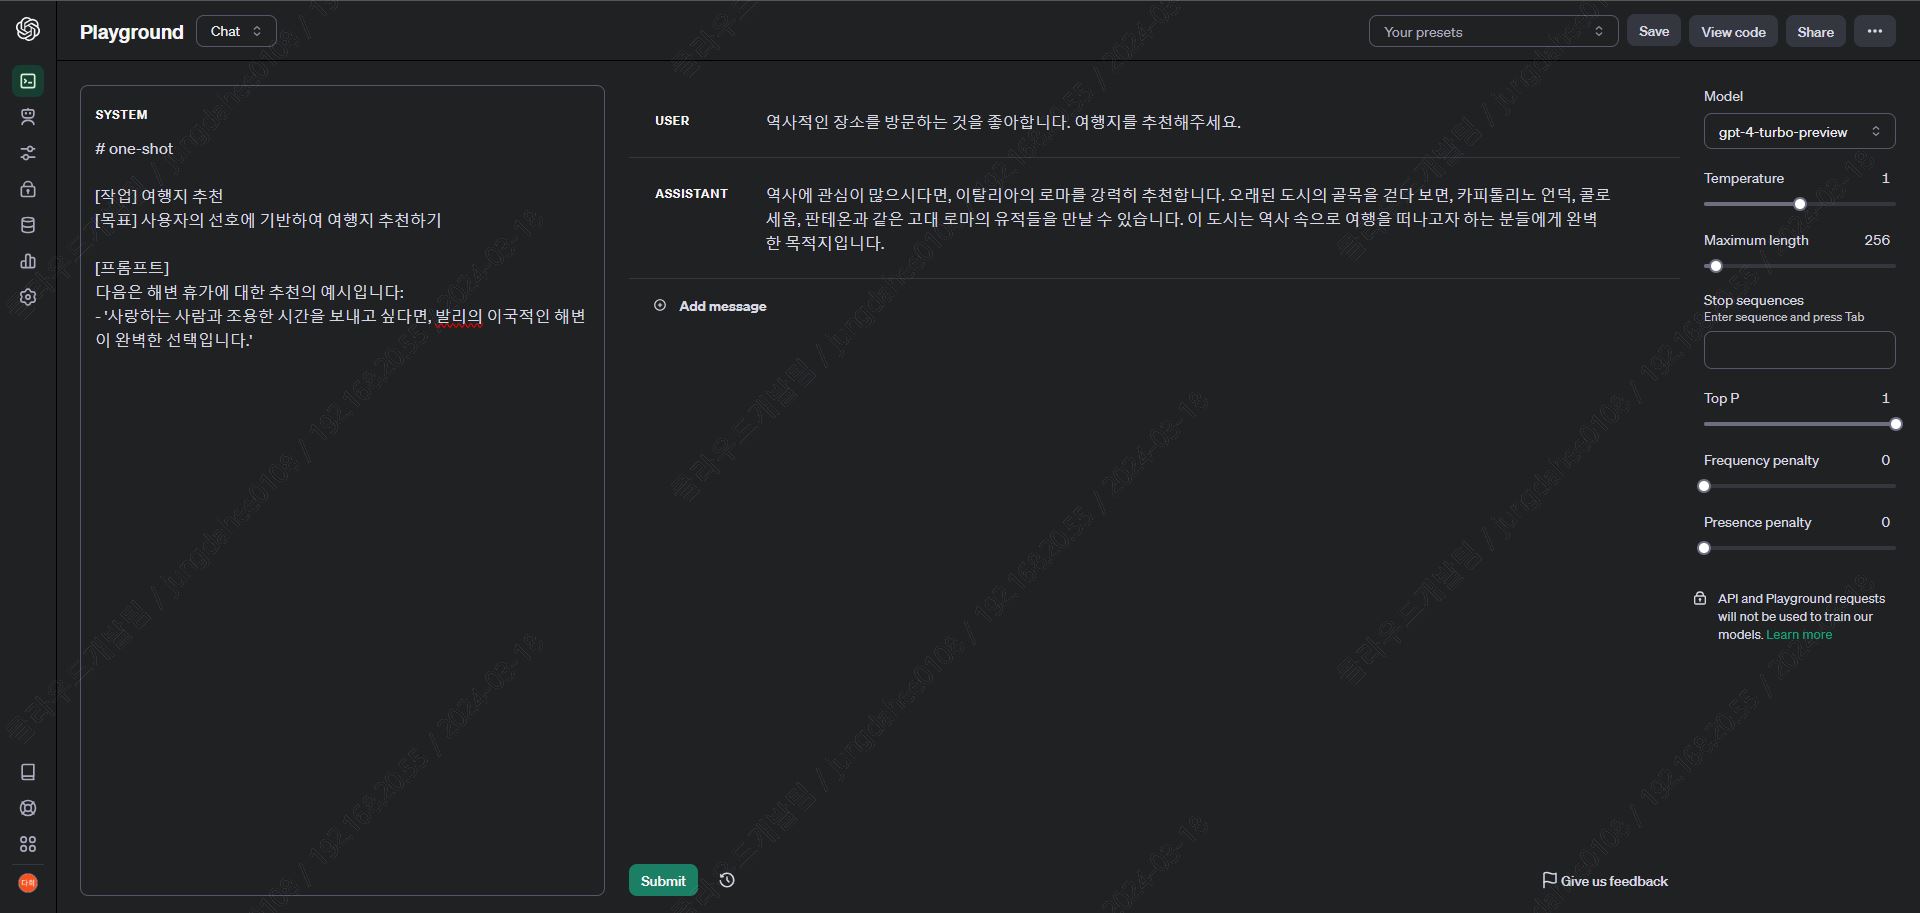 Playground
Chat
Your presets
Save
View code
Share
SYSTEM
# one-shot
[작업] 여행지 추천
[목표] 사용자의 선호에 기반하여 여행지 추천하기
[프롬프트]
다음은 해변 휴가에 대한 추천의 예시입니다:
- '사랑하는 사람과 조용한 시간을 보내고 싶다면, 발리의 이국적인 해변
이 완벽한 선택입니다.'
USER
역사적인 장소를 방문하는 것을 좋아합니다. 여행지를 추천해주세요.
ASSISTANT
역사에 관심이 많으시다면, 이탈리아의 로마를 강력히 추천합니다. 오래된 도시의 골목을 걷다 보면, 카피톨리노 언덕, 콜로
세움, 판테온과 같은 고대 로마의 유적들을 만날 수 있습니다. 이 도시는 역사 속으로 여행을 떠나고자 하는 분들에게 완벽
한 목적지입니다.
Add message
Submit
Give us feedback
Model
gpt-4-turbo-preview
Temperature 1
Maximum length 256
Stop sequences
Enter sequence and press Tab
Top P 1
Frequency penalty 0
Presence penalty 0
API and Playground requests
will not be used to train our
models. Learn more
다희